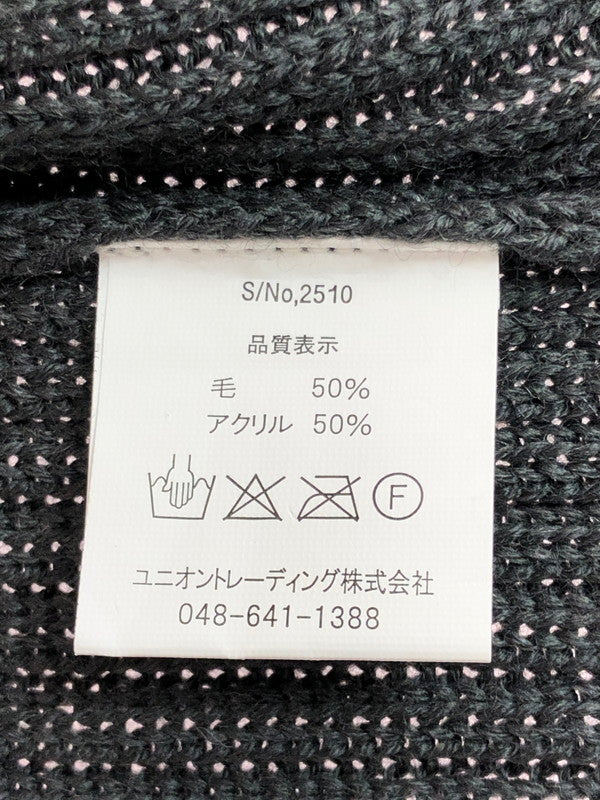 S/No,2510
品質表示
毛 50%
アクリル 50%
F
ユニオントレーディング株式会社
048-641-1388